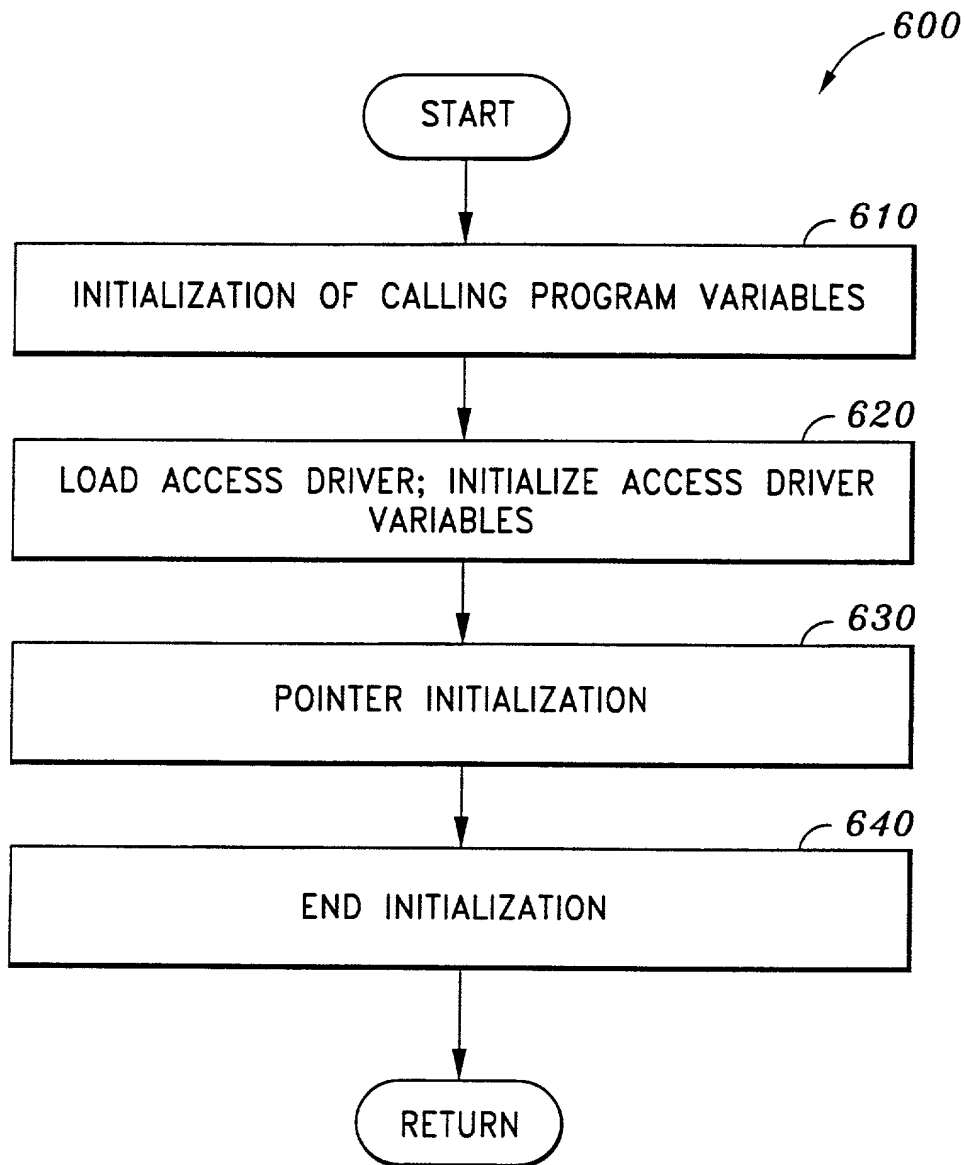 600
START
610
INITIALIZATION OF CALLING PROGRAM VARIABLES
620
LOAD ACCESS DRIVER; INITIALIZE ACCESS DRIVER
VARIABLES
630
POINTER INITIALIZATION
640
END INITIALIZATION
RETURN